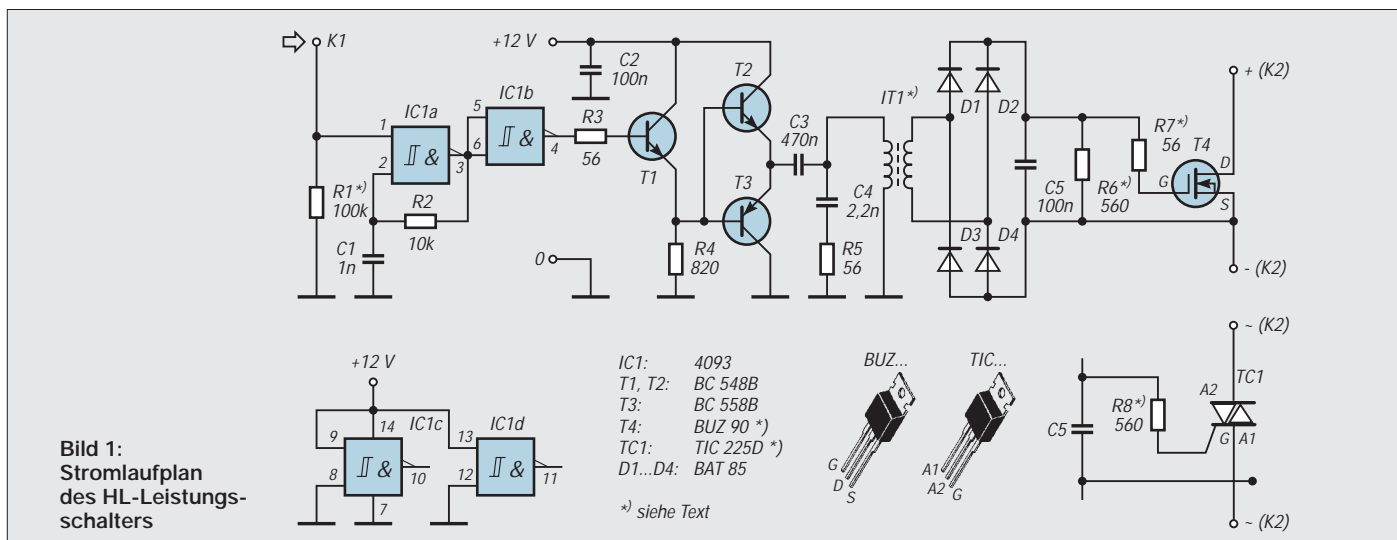 K1
+12 V
C2
100n
T2
IC1a
IC1b
1
2
3
5
6
4
R3
56
T1
C3
470n
IT1*)
D1
D2
R7*)
56
T4
+ (K2)
D
G
S
R1*)
100k
R2
10k
C1
1n
0
R4
820
T3
C4
2,2n
R5
56
D3
D4
C5
100n
R6*)
560
- (K2)
+12 V
9
14
IC1c
13
IC1d
8
10
12
11
7
&
&
&
&
IC1: 4093
T1, T2: BC 548B
T3: BC 558B
T4: BUZ 90 *)
TC1: TIC 225D *)
D1...D4: BAT 85
*) siehe Text
BUZ...
G
D
S
TIC...
A1
A2
G
~ (K2)
A2
TC1
C5
R8*)
560
G
A1
~ (K2)
Bild 1:
Stromlaufplan
des HL-Leistungs-
schalters